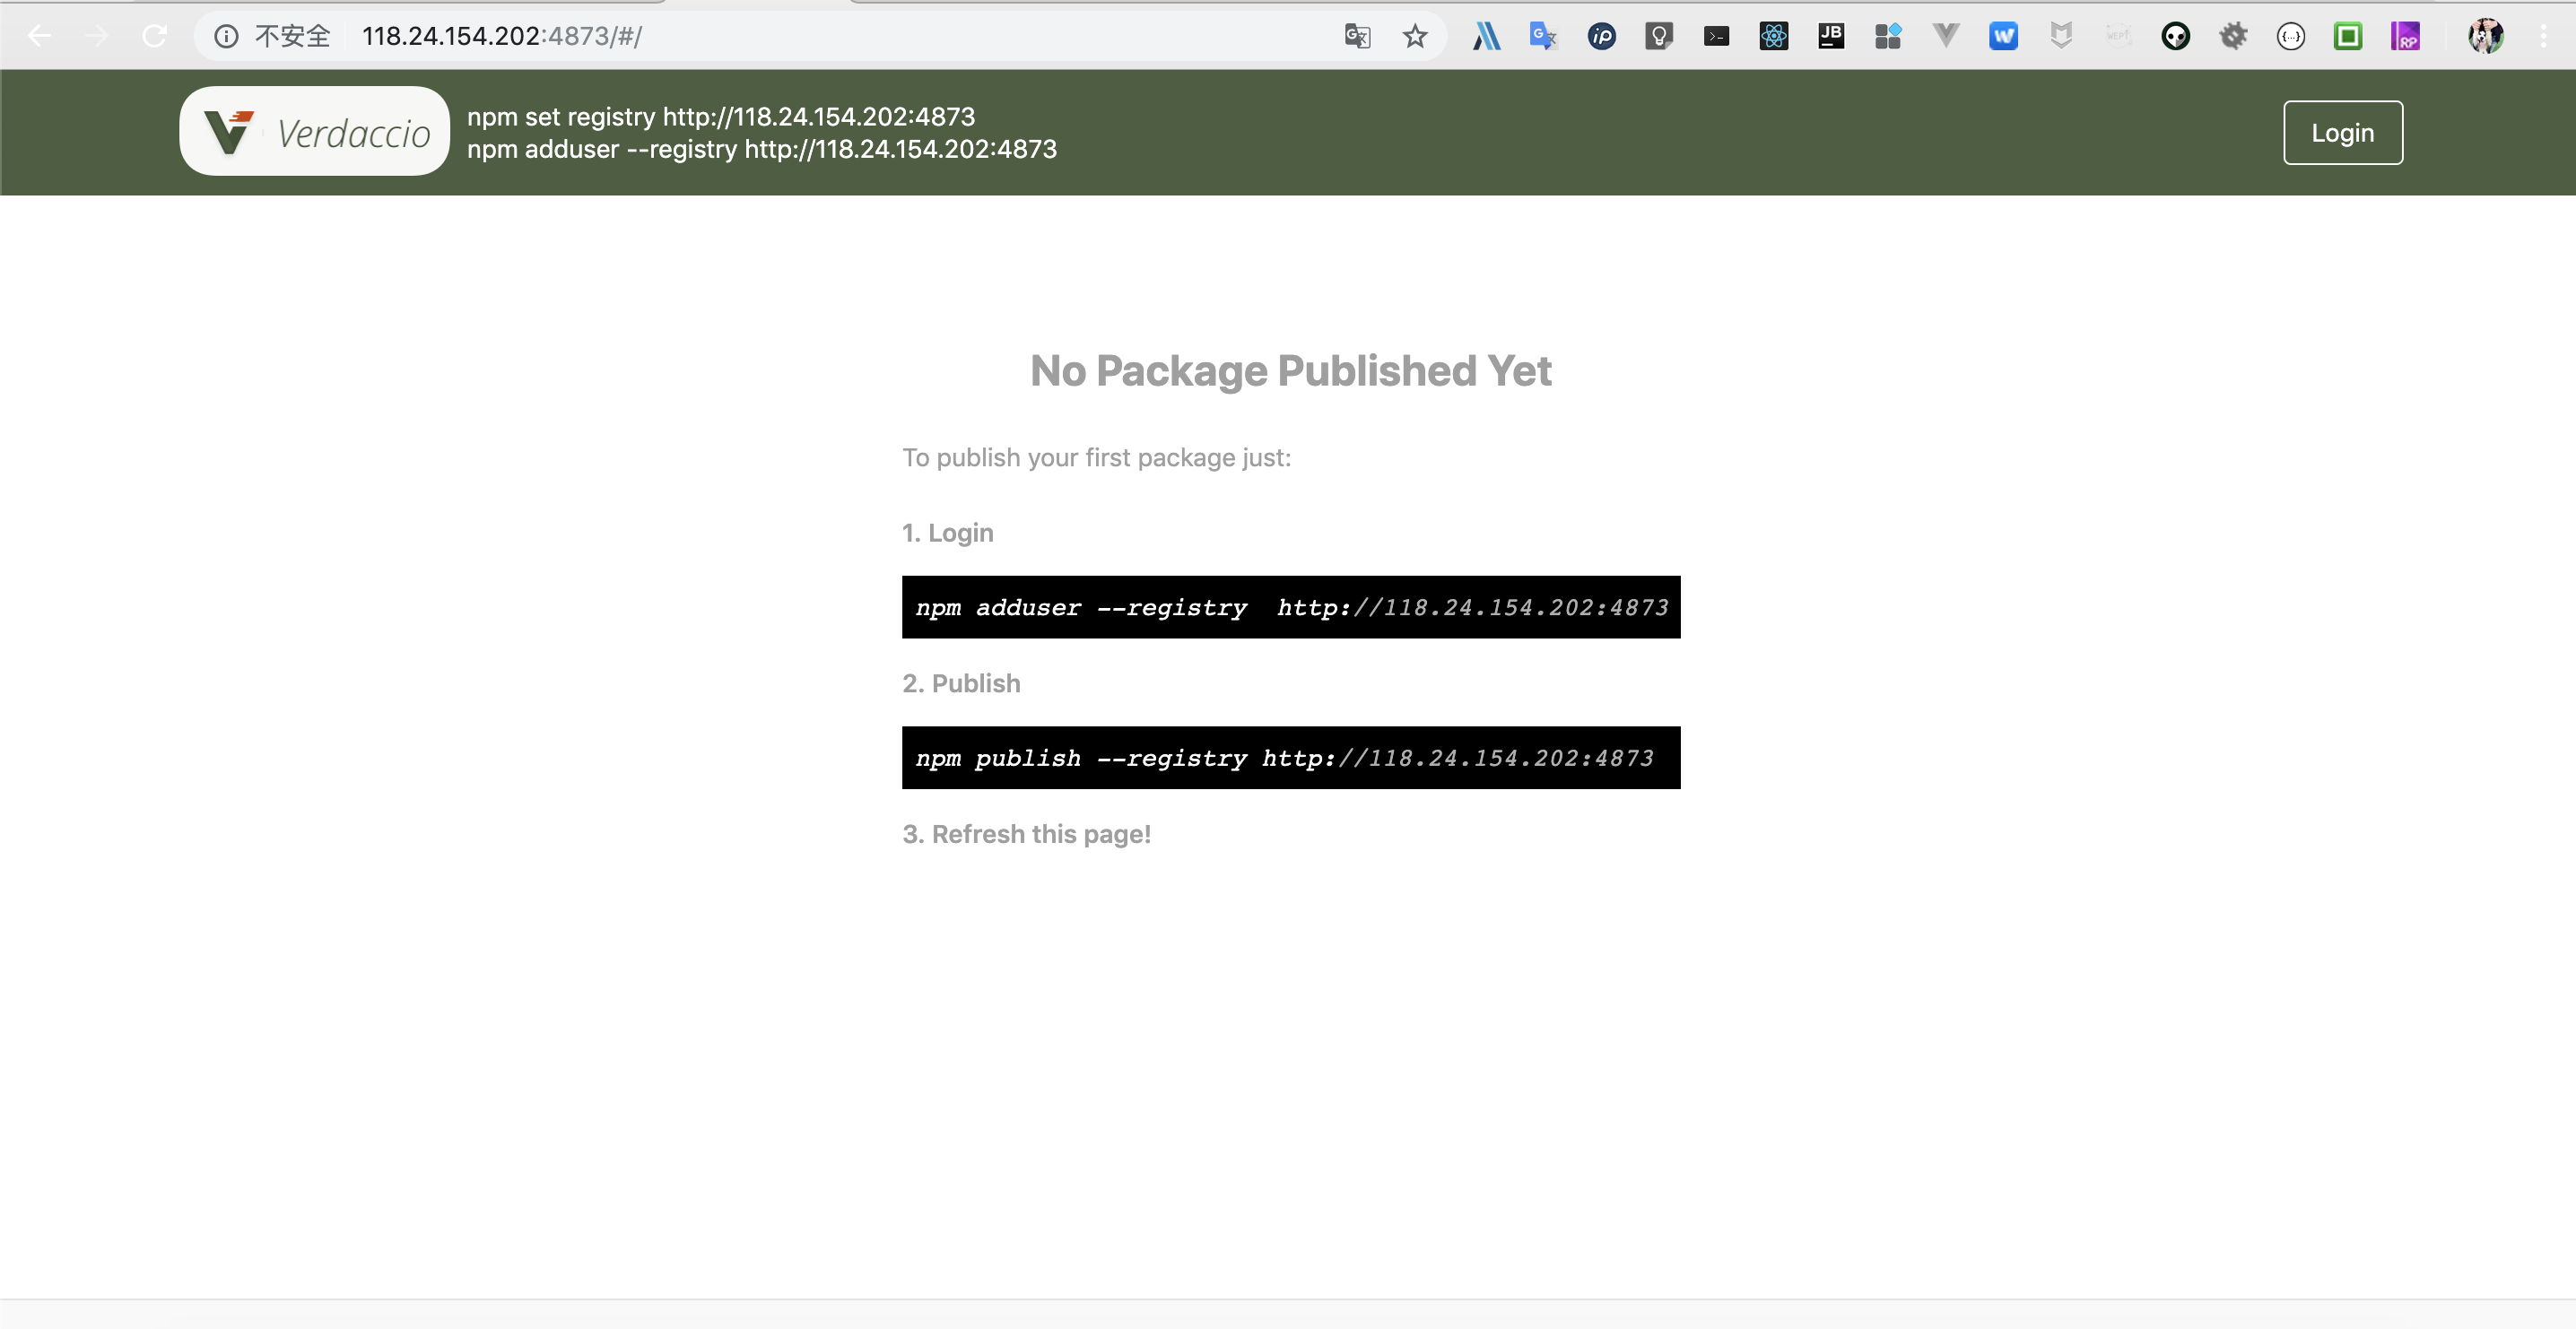 不安全
118.24.154.202:4873/#/
Verdaccio
npm set registry http://118.24.154.202:4873
npm adduser --registry http://118.24.154.202:4873
Login
No Package Published Yet
To publish your first package just:
1. Login
npm adduser --registry  http://118.24.154.202:4873
2. Publish
npm publish --registry http://118.24.154.202:4873
3. Refresh this page!